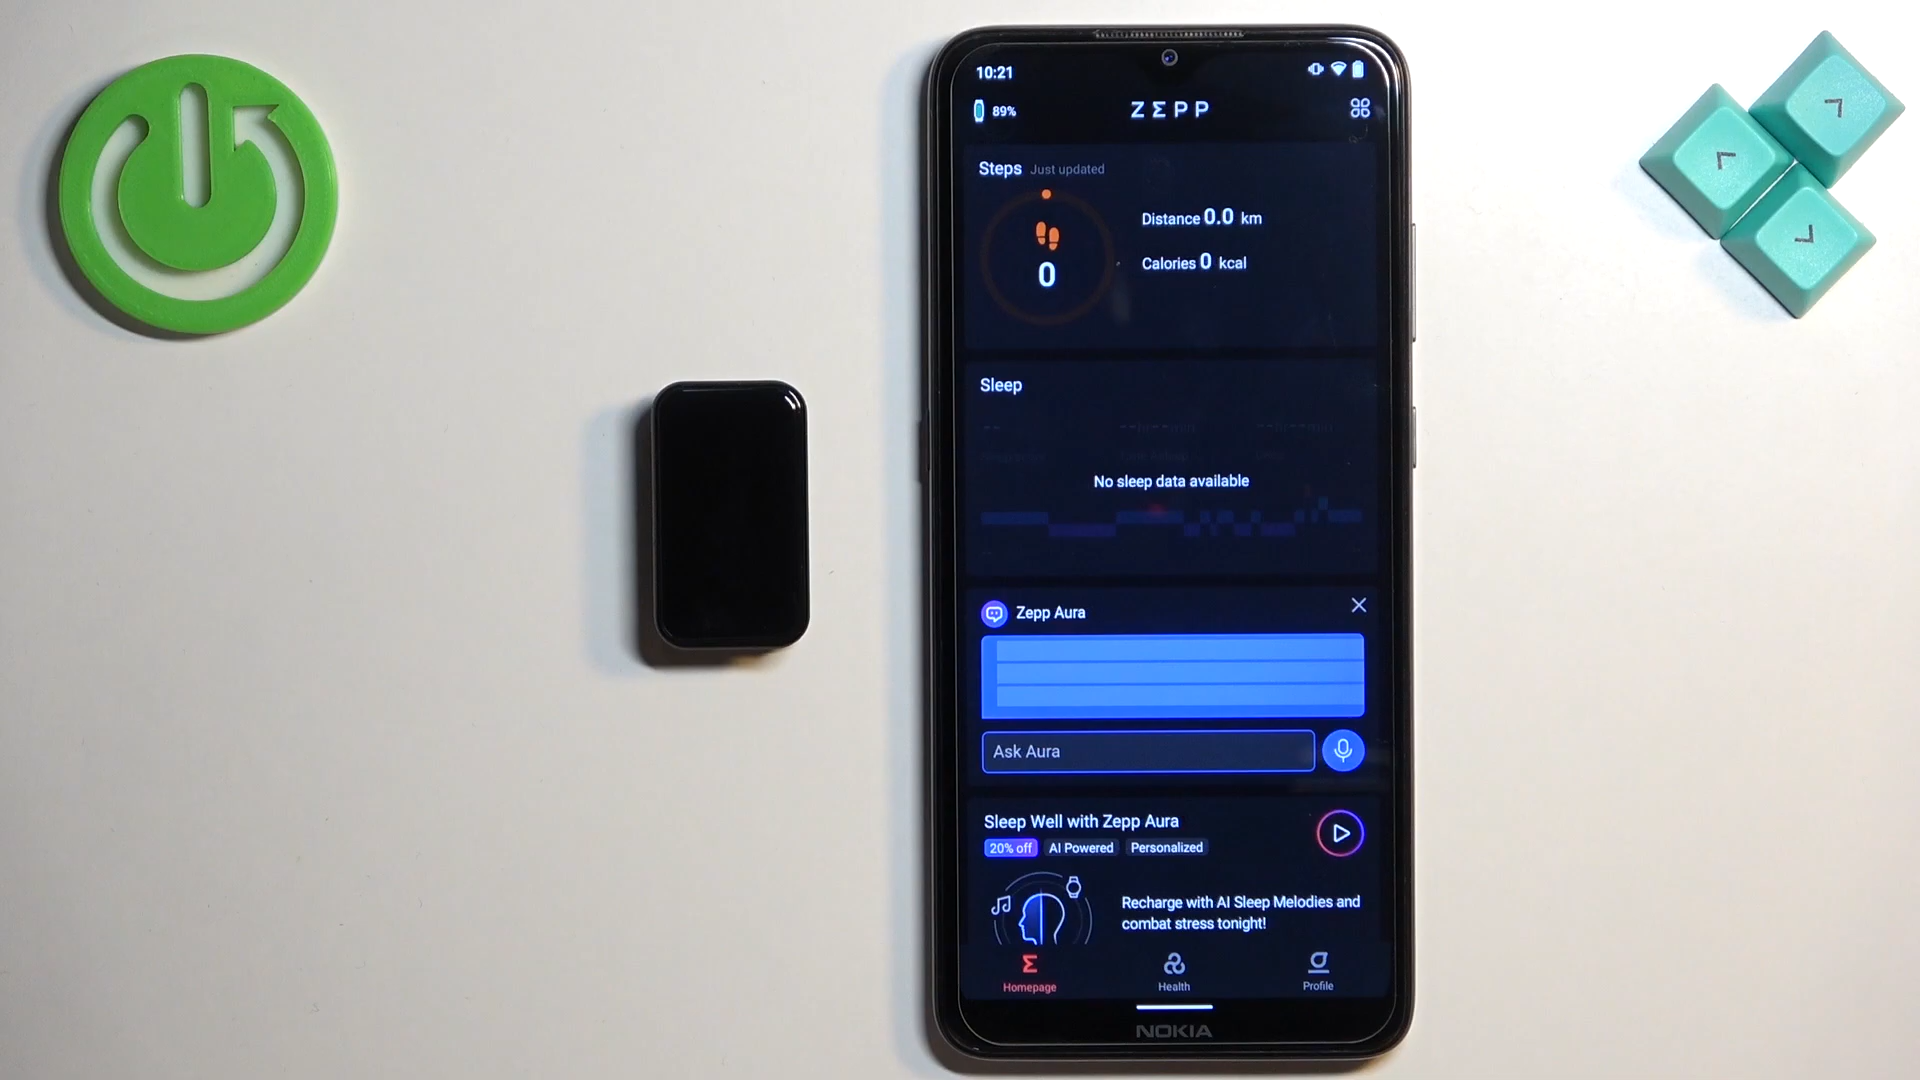 10:21
89%
ZΣPP
Steps Just updated
0
Distance 0.0 km
Calories 0 kcal
Sleep
No sleep data available
Zepp Aura
Ask Aura
Sleep Well with Zepp Aura
20% off AI Powered Personalized
Recharge with AI Sleep Melodies and
combat stress tonight!
Homepage Health Profile
NOKIA